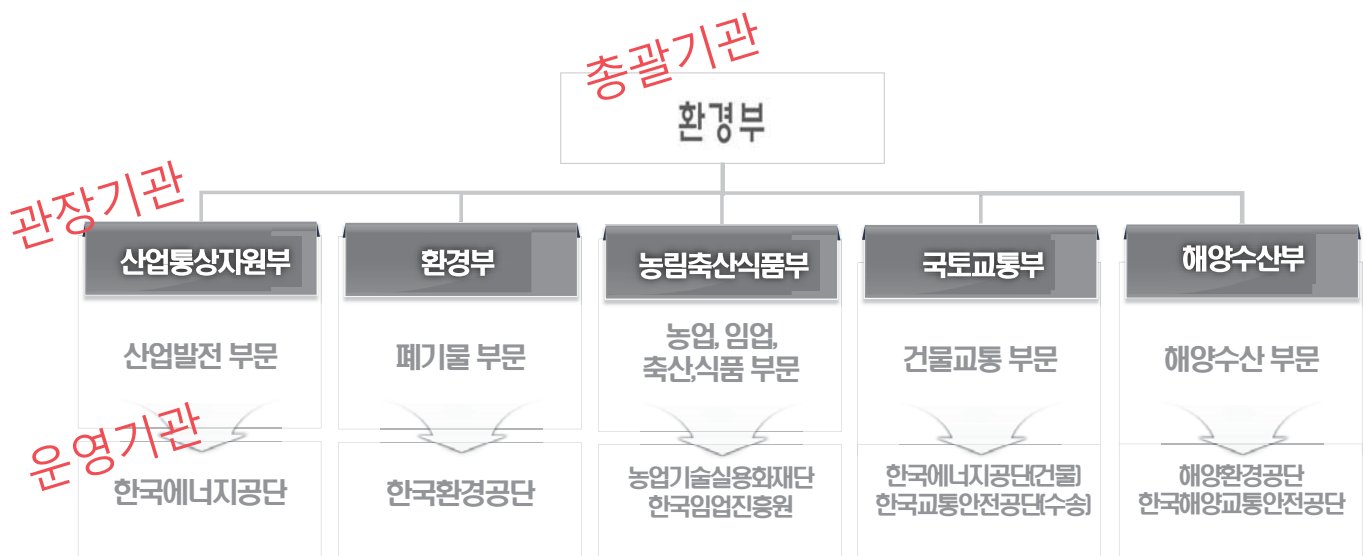 총괄기관
환경부
관장기관
산업통상자원부
환경부
농림축산식품부
국토교통부
해양수산부
산업발전 부문
폐기물 부문
농업, 임업,
축산,식품 부문
건물교통 부문
해양수산 부문
운영기관
한국에너지공단
한국환경공단
농업기술실용화재단
한국임업진흥원
한국에너지공단(건물)
한국교통안전공단(수송)
해양환경공단
한국해양교통안전공단